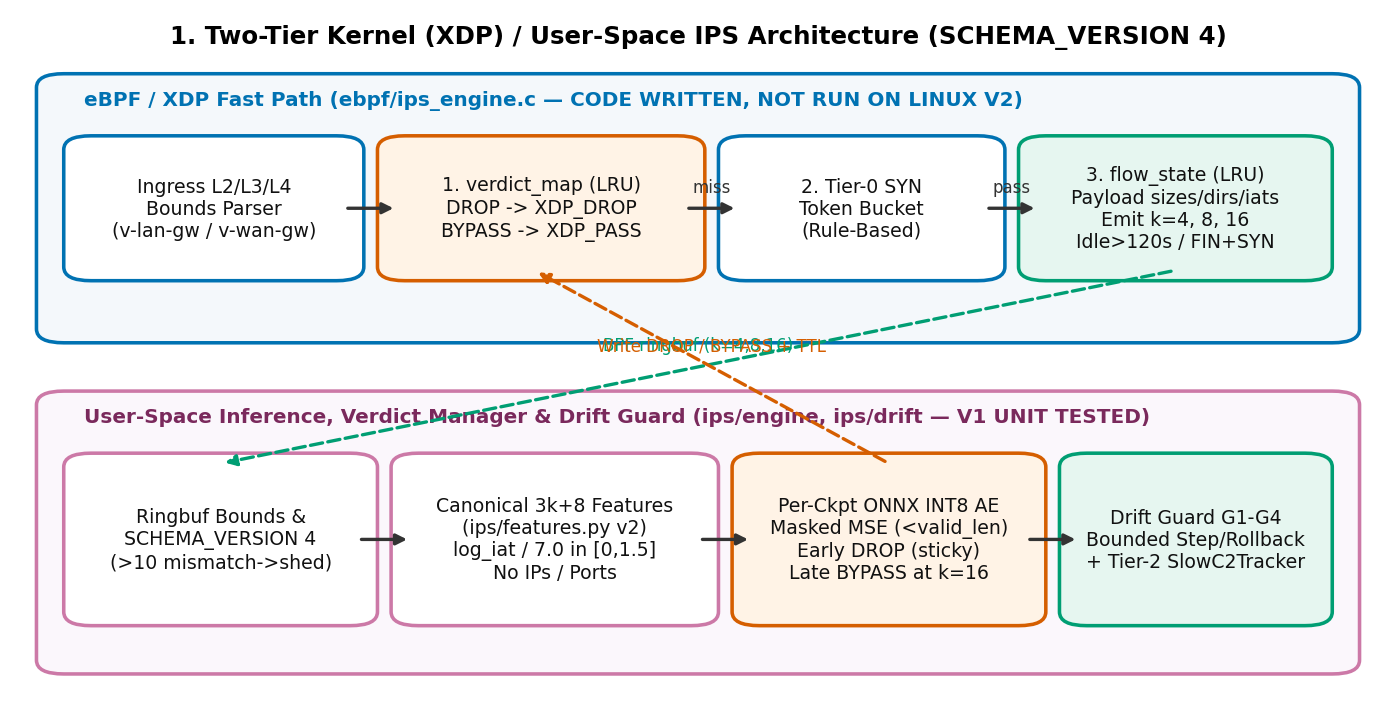 1. Two-Tier Kernel (XDP) / User-Space IPS Architecture (SCHEMA_VERSION 4)
eBPF / XDP Fast Path (ebpf/ips_engine.c — CODE WRITTEN, NOT RUN ON LINUX V2)
Ingress L2/L3/L4
Bounds Parser
(v-lan-gw / v-wan-gw)
1. verdict_map (LRU)
DROP -> XDP_DROP
BYPASS -> XDP_PASS
miss
2. Tier-0 SYN
Token Bucket
(Rule-Based)
pass
3. flow_state (LRU)
Payload sizes/dirs/iats
Emit k=4, 8, 16
Idle>120s / FIN+SYN
Write DROP / BYPASS + TTL
User-Space Inference, Verdict Manager & Drift Guard (ips/engine, ips/drift — V1 UNIT TESTED)
Ringbuf Bounds &
SCHEMA_VERSION 4
(>10 mismatch->shed)
Canonical 3k+8 Features
(ips/features.py v2)
log_iat / 7.0 in [0,1.5]
No IPs / Ports
Per-Ckpt ONNX INT8 AE
Masked MSE (<valid_len)
Early DROP (sticky)
Late BYPASS at k=16
Drift Guard G1-G4
Bounded Step/Rollback
+ Tier-2 SlowC2Tracker